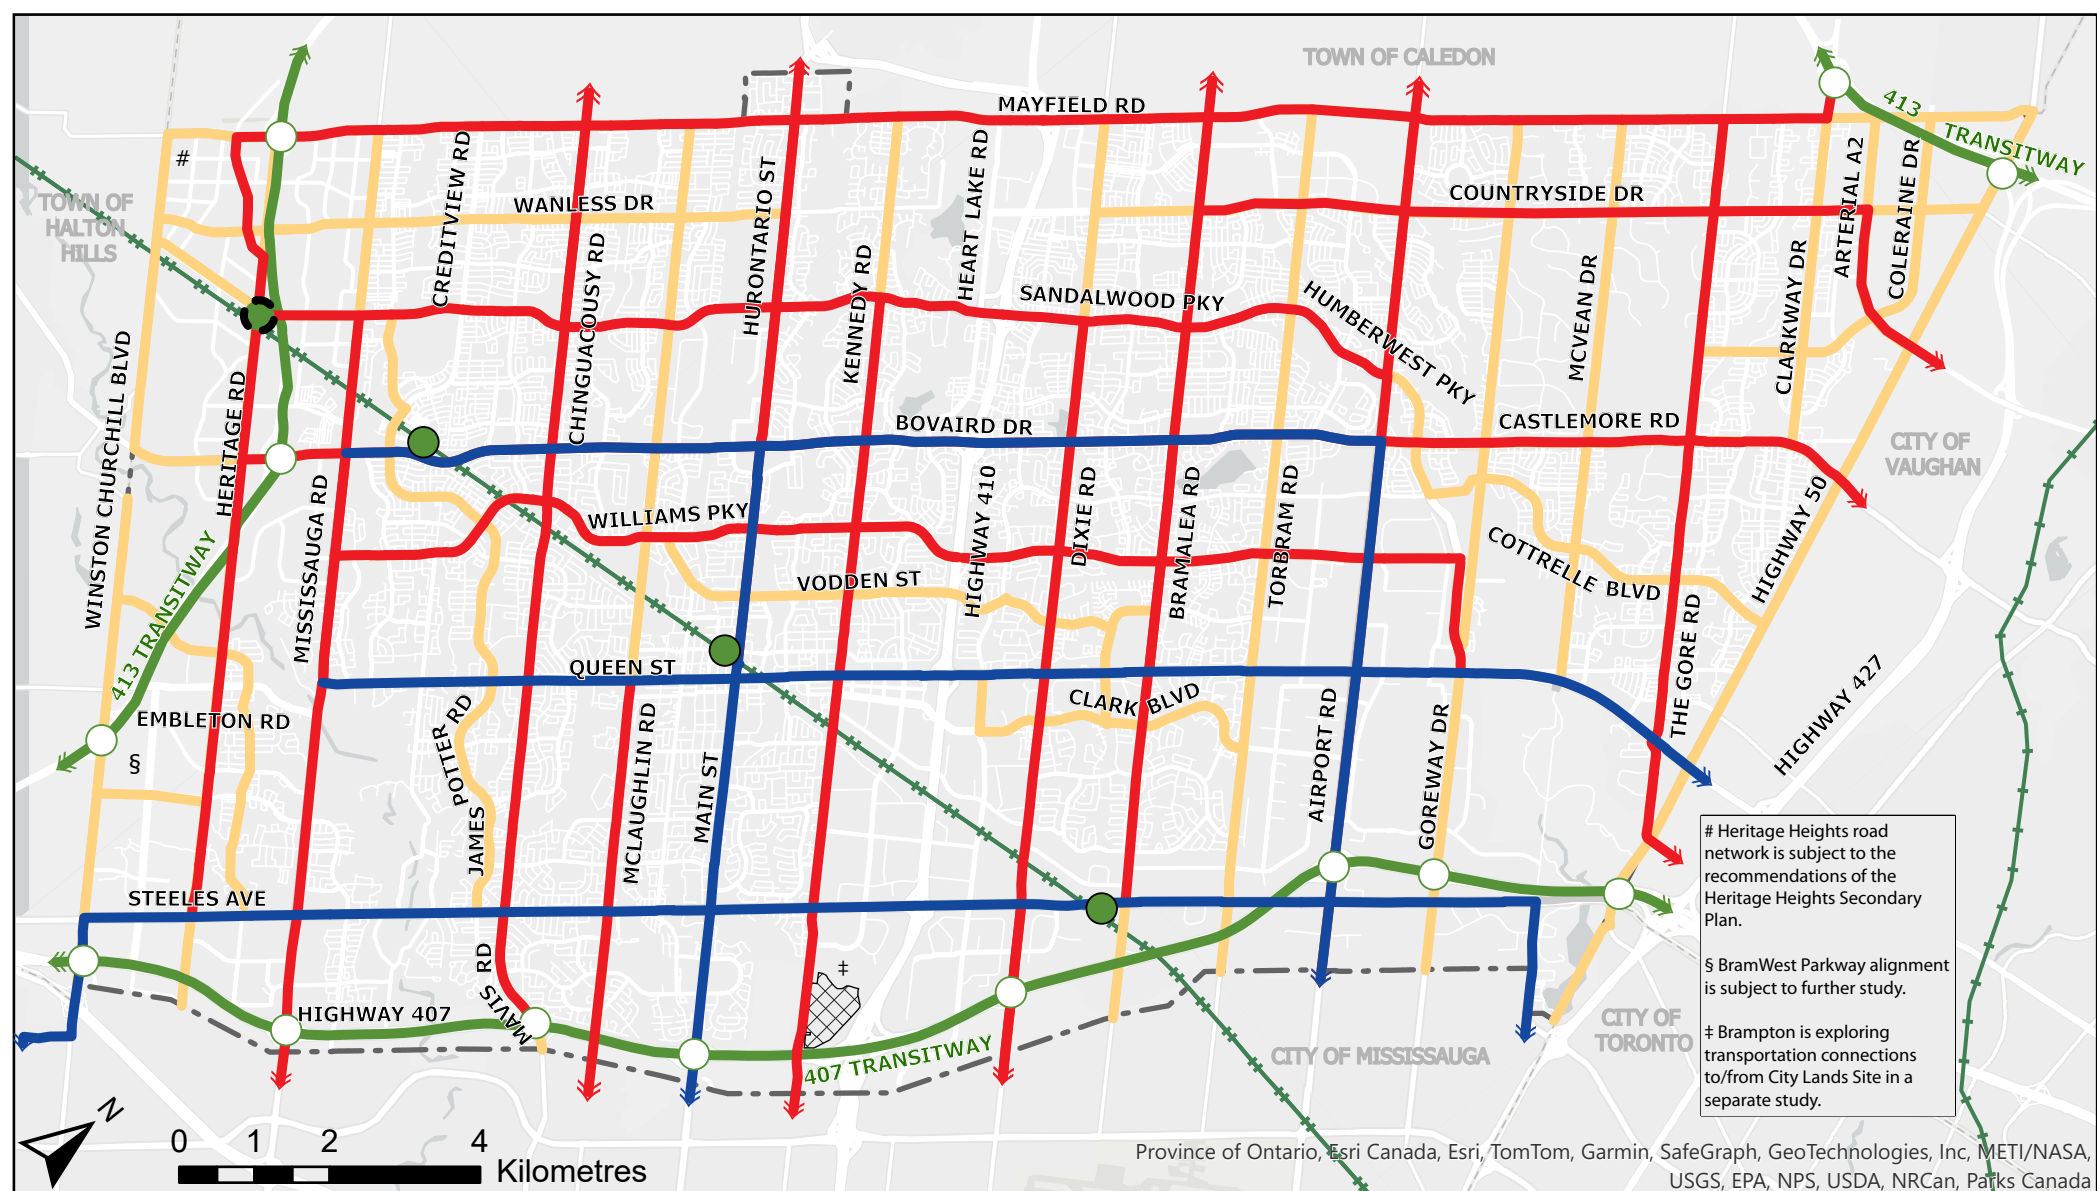 TOWN OF CALEDON
MAYFIELD RD
413
TRANSITWAY
#
TOWN OF
HALTON
HILLS
WANLESS DR
CREDITVIEW RD
CHINGUACOUSY RD
HURONTARIO ST
KENNEDY RD
HEART LAKE RD
COUNTRYSIDE DR
ARTERIAL A2
COLERAINE DR
CLARKWAY DR
MCVEAN DR
SANDALWOOD PKY
HUMBERWEST PKY
WINSTON CHURCHILL BLVD
HERITAGE RD
MISSISSAUGA RD
BOVAIRD DR
CASTLEMORE RD
CITY OF
VAUGHAN
HIGHWAY 50
WILLIAMS PKY
HIGHWAY 410
DIXIE RD
BRAMALEA RD
TORBRAM RD
COTTRELLE BLVD
VODDEN ST
413 TRANSITWAY
QUEEN ST
CLARK BLVD
THE GORE RD
HIGHWAY 427
EMBLETON RD
§
JAMES POTTER RD
MCLAUGHLIN RD
MAIN ST
AIRPORT RD
GOREWAY DR
STEELES AVE
MAVIS RD
‡
HIGHWAY 407
407 TRANSITWAY
CITY OF MISSISSAUGA
CITY OF
TORONTO
# Heritage Heights road
network is subject to the
recommendations of the
Heritage Heights Secondary
Plan.
§ BramWest Parkway alignment
is subject to further study.
‡ Brampton is exploring
transportation connections
to/from City Lands Site in a
separate study.
N
0 1 2 4
Kilometres
Province of Ontario, Esri Canada, Esri, TomTom, Garmin, SafeGraph, GeoTechnologies, Inc, METI/NASA,
USGS, EPA, NPS, USDA, NRCan, Parks Canada